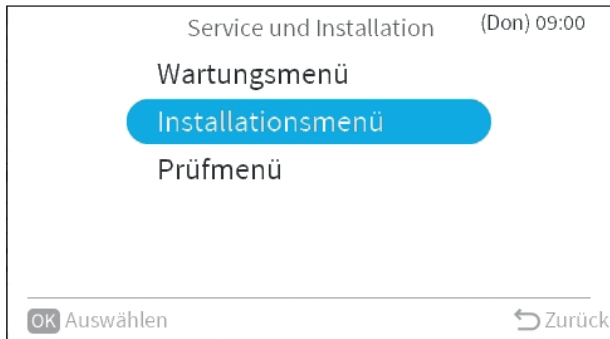 Service und Installation (Don) 09:00
Wartungsmenü
Installationsmenü
Prüfmenü
OK Auswählen Zurück